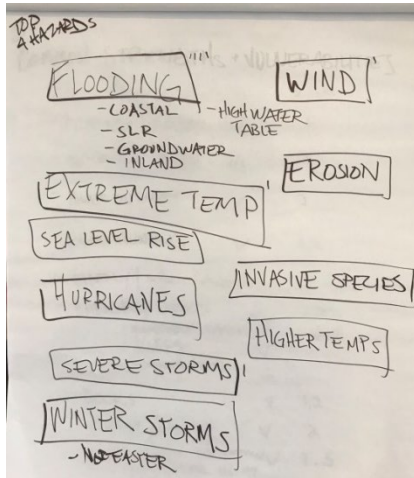 TOP
4 HAZARDS
FLOODING
- COASTAL
- SLR
- GROUNDWATER
- INLAND
- HIGH WATER
TABLE
WIND
EROSION
EXTREME TEMP
SEA LEVEL RISE
HURRICANES
INVASIVE SPECIES
HIGHER TEMPS
SEVERE STORMS
WINTER STORMS
- NOR'EASTER